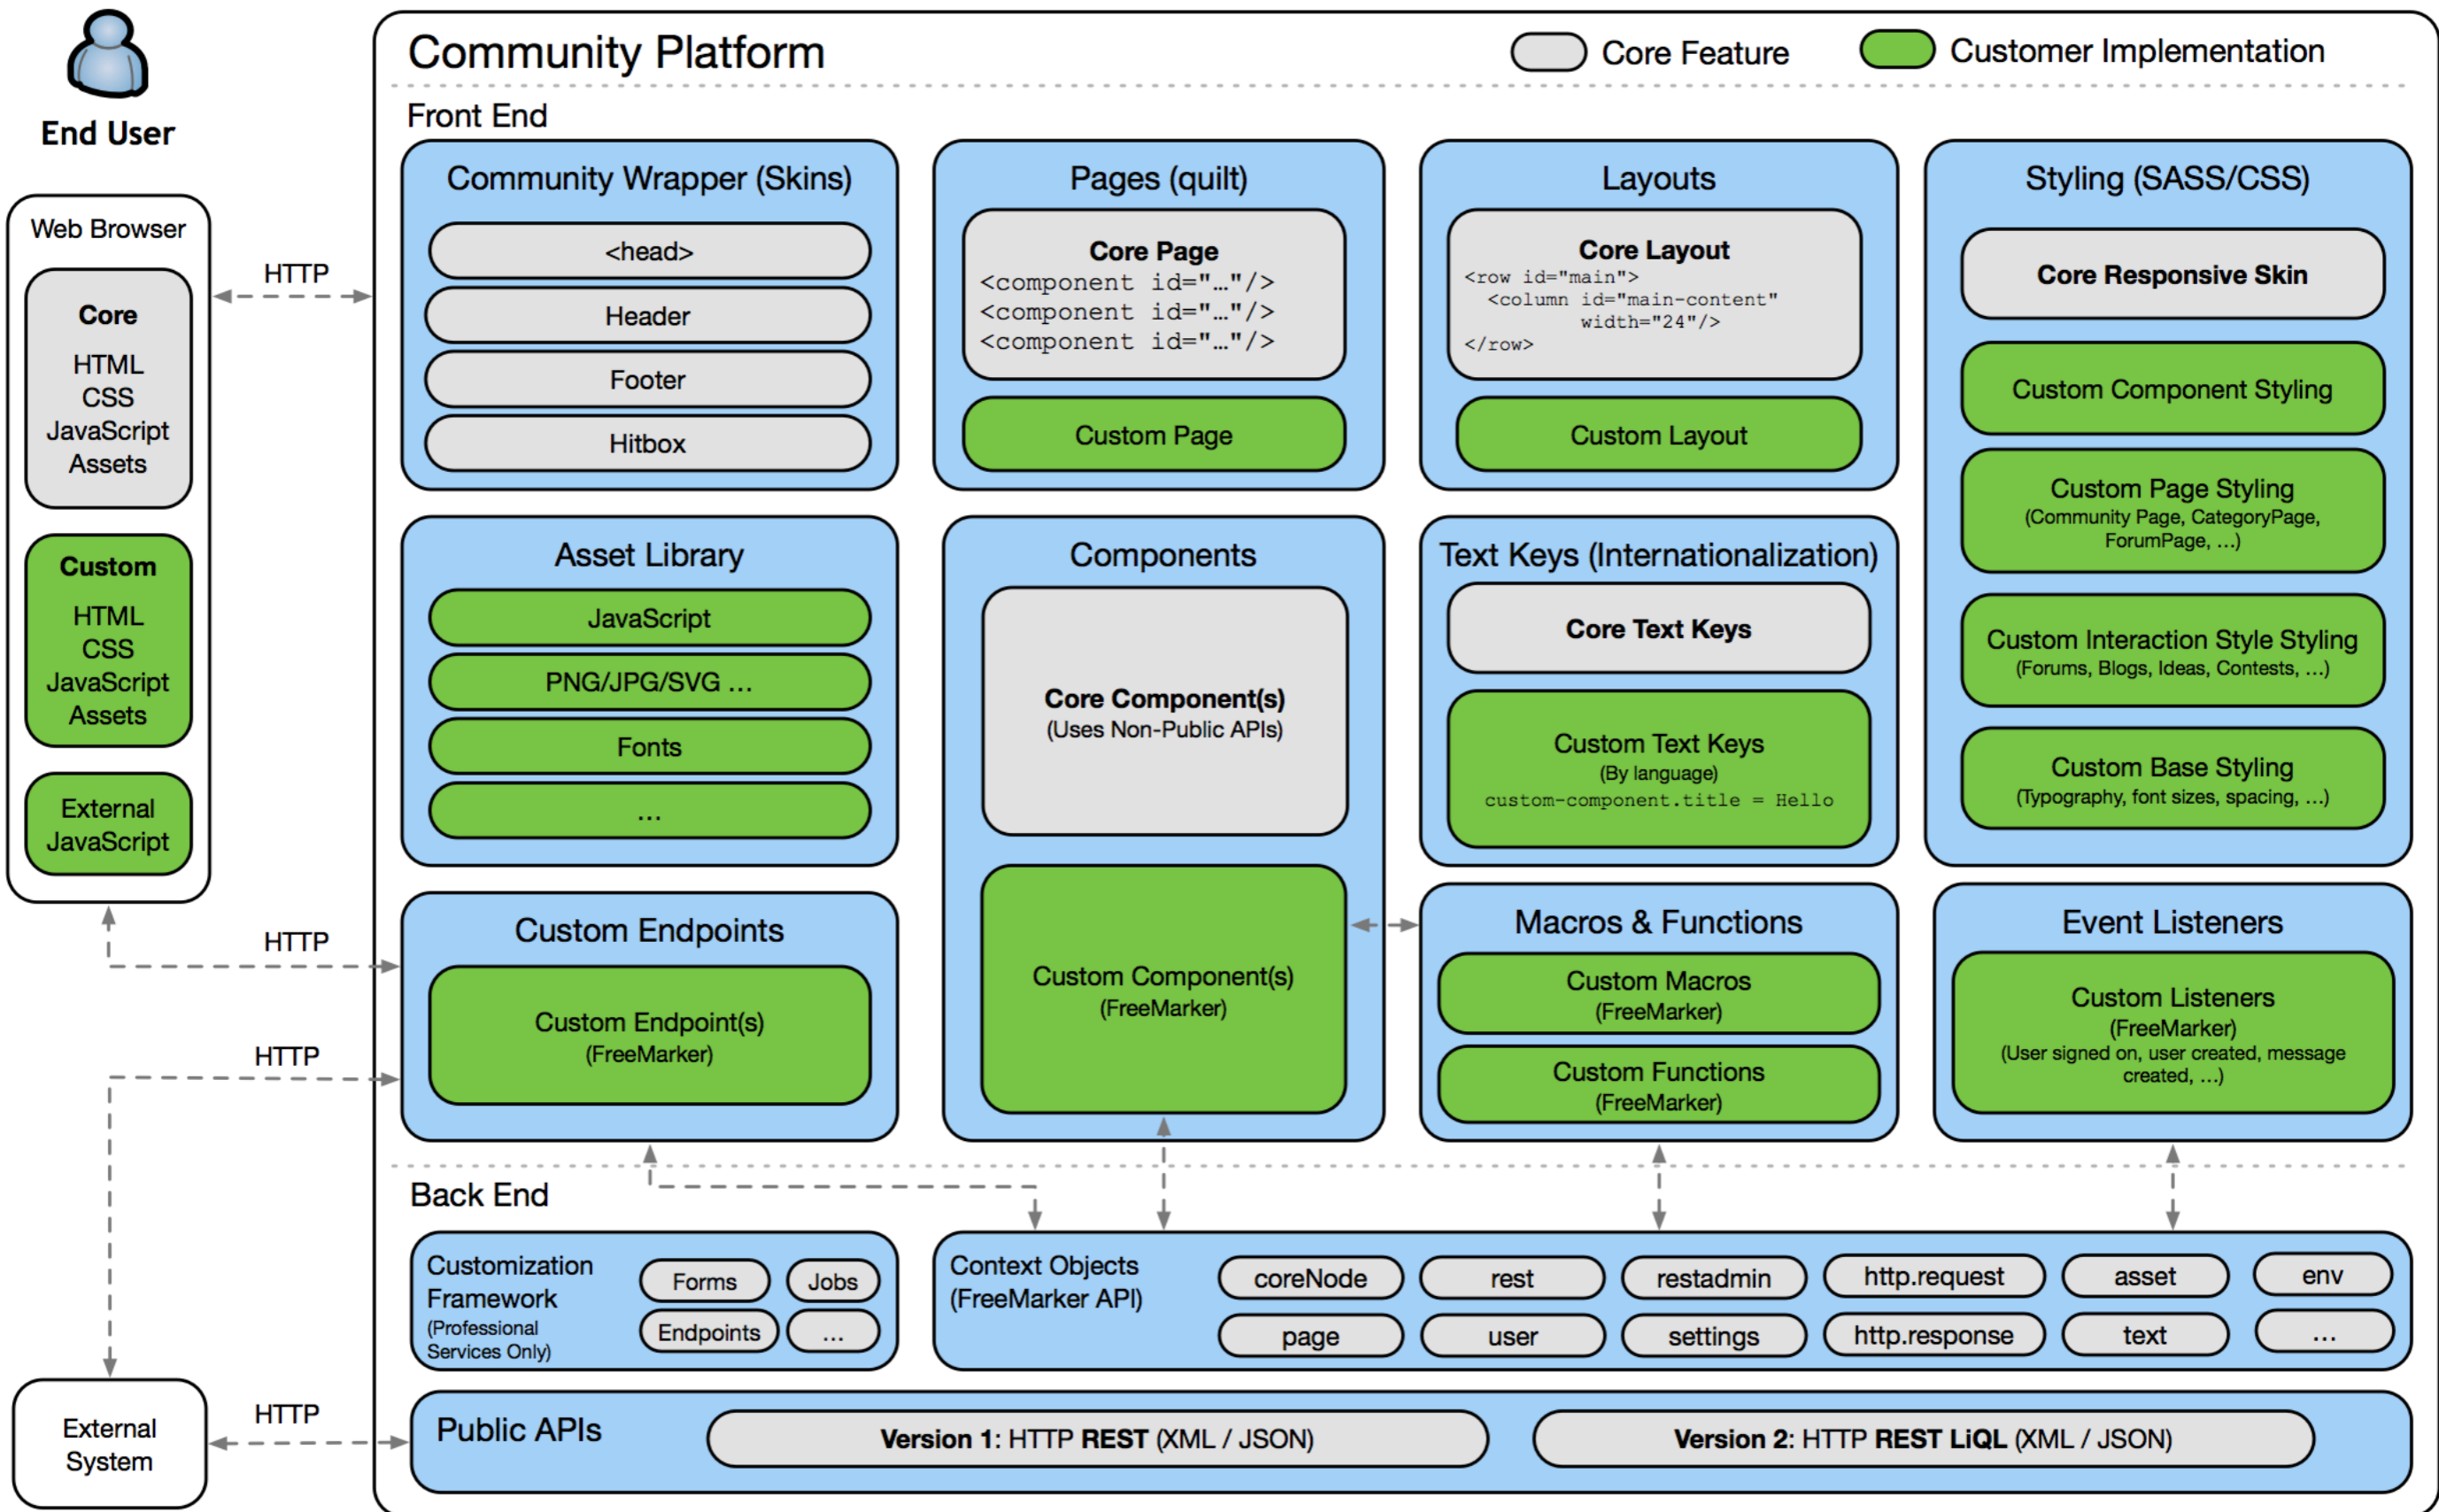 Community Platform
Core Feature
Customer Implementation
End User
Web Browser
Core
HTML
CSS
JavaScript
Assets
Custom
HTML
CSS
JavaScript
Assets
External
JavaScript
HTTP
HTTP
HTTP
HTTP
External
System
Front End
Community Wrapper (Skins)
<head>
Header
Footer
Hitbox
Pages (quilt)
Core Page
<component id="…"/>
<component id="…"/>
<component id="…"/>
Custom Page
Layouts
Core Layout
<row id="main">
<column id="main-content"
width="24"/>
</row>
Custom Layout
Styling (SASS/CSS)
Core Responsive Skin
Custom Component Styling
Custom Page Styling
(Community Page, CategoryPage,
ForumPage, …)
Custom Interaction Style Styling
(Forums, Blogs, Ideas, Contests, …)
Custom Base Styling
(Typography, font sizes, spacing, …)
Asset Library
JavaScript
PNG/JPG/SVG …
Fonts
…
Components
Core Component(s)
(Uses Non-Public APIs)
Custom Component(s)
(FreeMarker)
Text Keys (Internationalization)
Core Text Keys
Custom Text Keys
(By language)
custom-component.title = Hello
Custom Endpoints
Custom Endpoint(s)
(FreeMarker)
Macros & Functions
Custom Macros
(FreeMarker)
Custom Functions
(FreeMarker)
Event Listeners
Custom Listeners
(FreeMarker)
(User signed on, user created, message
created, …)
Back End
Customization
Framework
(Professional
Services Only)
Forms
Jobs
Endpoints
…
Context Objects
(FreeMarker API)
coreNode
rest
restadmin
http.request
asset
env
page
user
settings
http.response
text
…
Public APIs
Version 1: HTTP REST (XML / JSON)
Version 2: HTTP REST LiQL (XML / JSON)